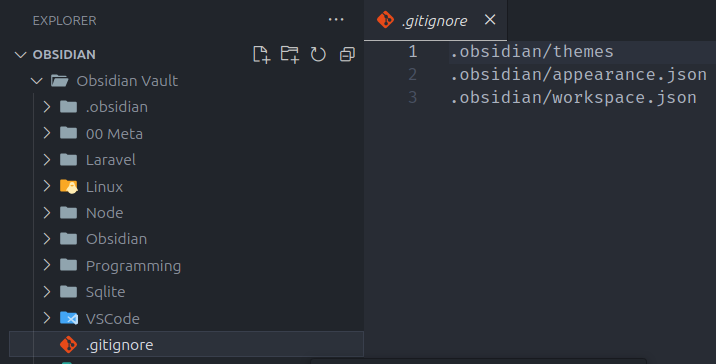 EXPLORER
OBSIDIAN
Obsidian Vault
.obsidian
00 Meta
Laravel
Linux
Node
Obsidian
Programming
Sqlite
VSCode
.gitignore
.gitignore
1 .obsidian/themes
2 .obsidian/appearance.json
3 .obsidian/workspace.json